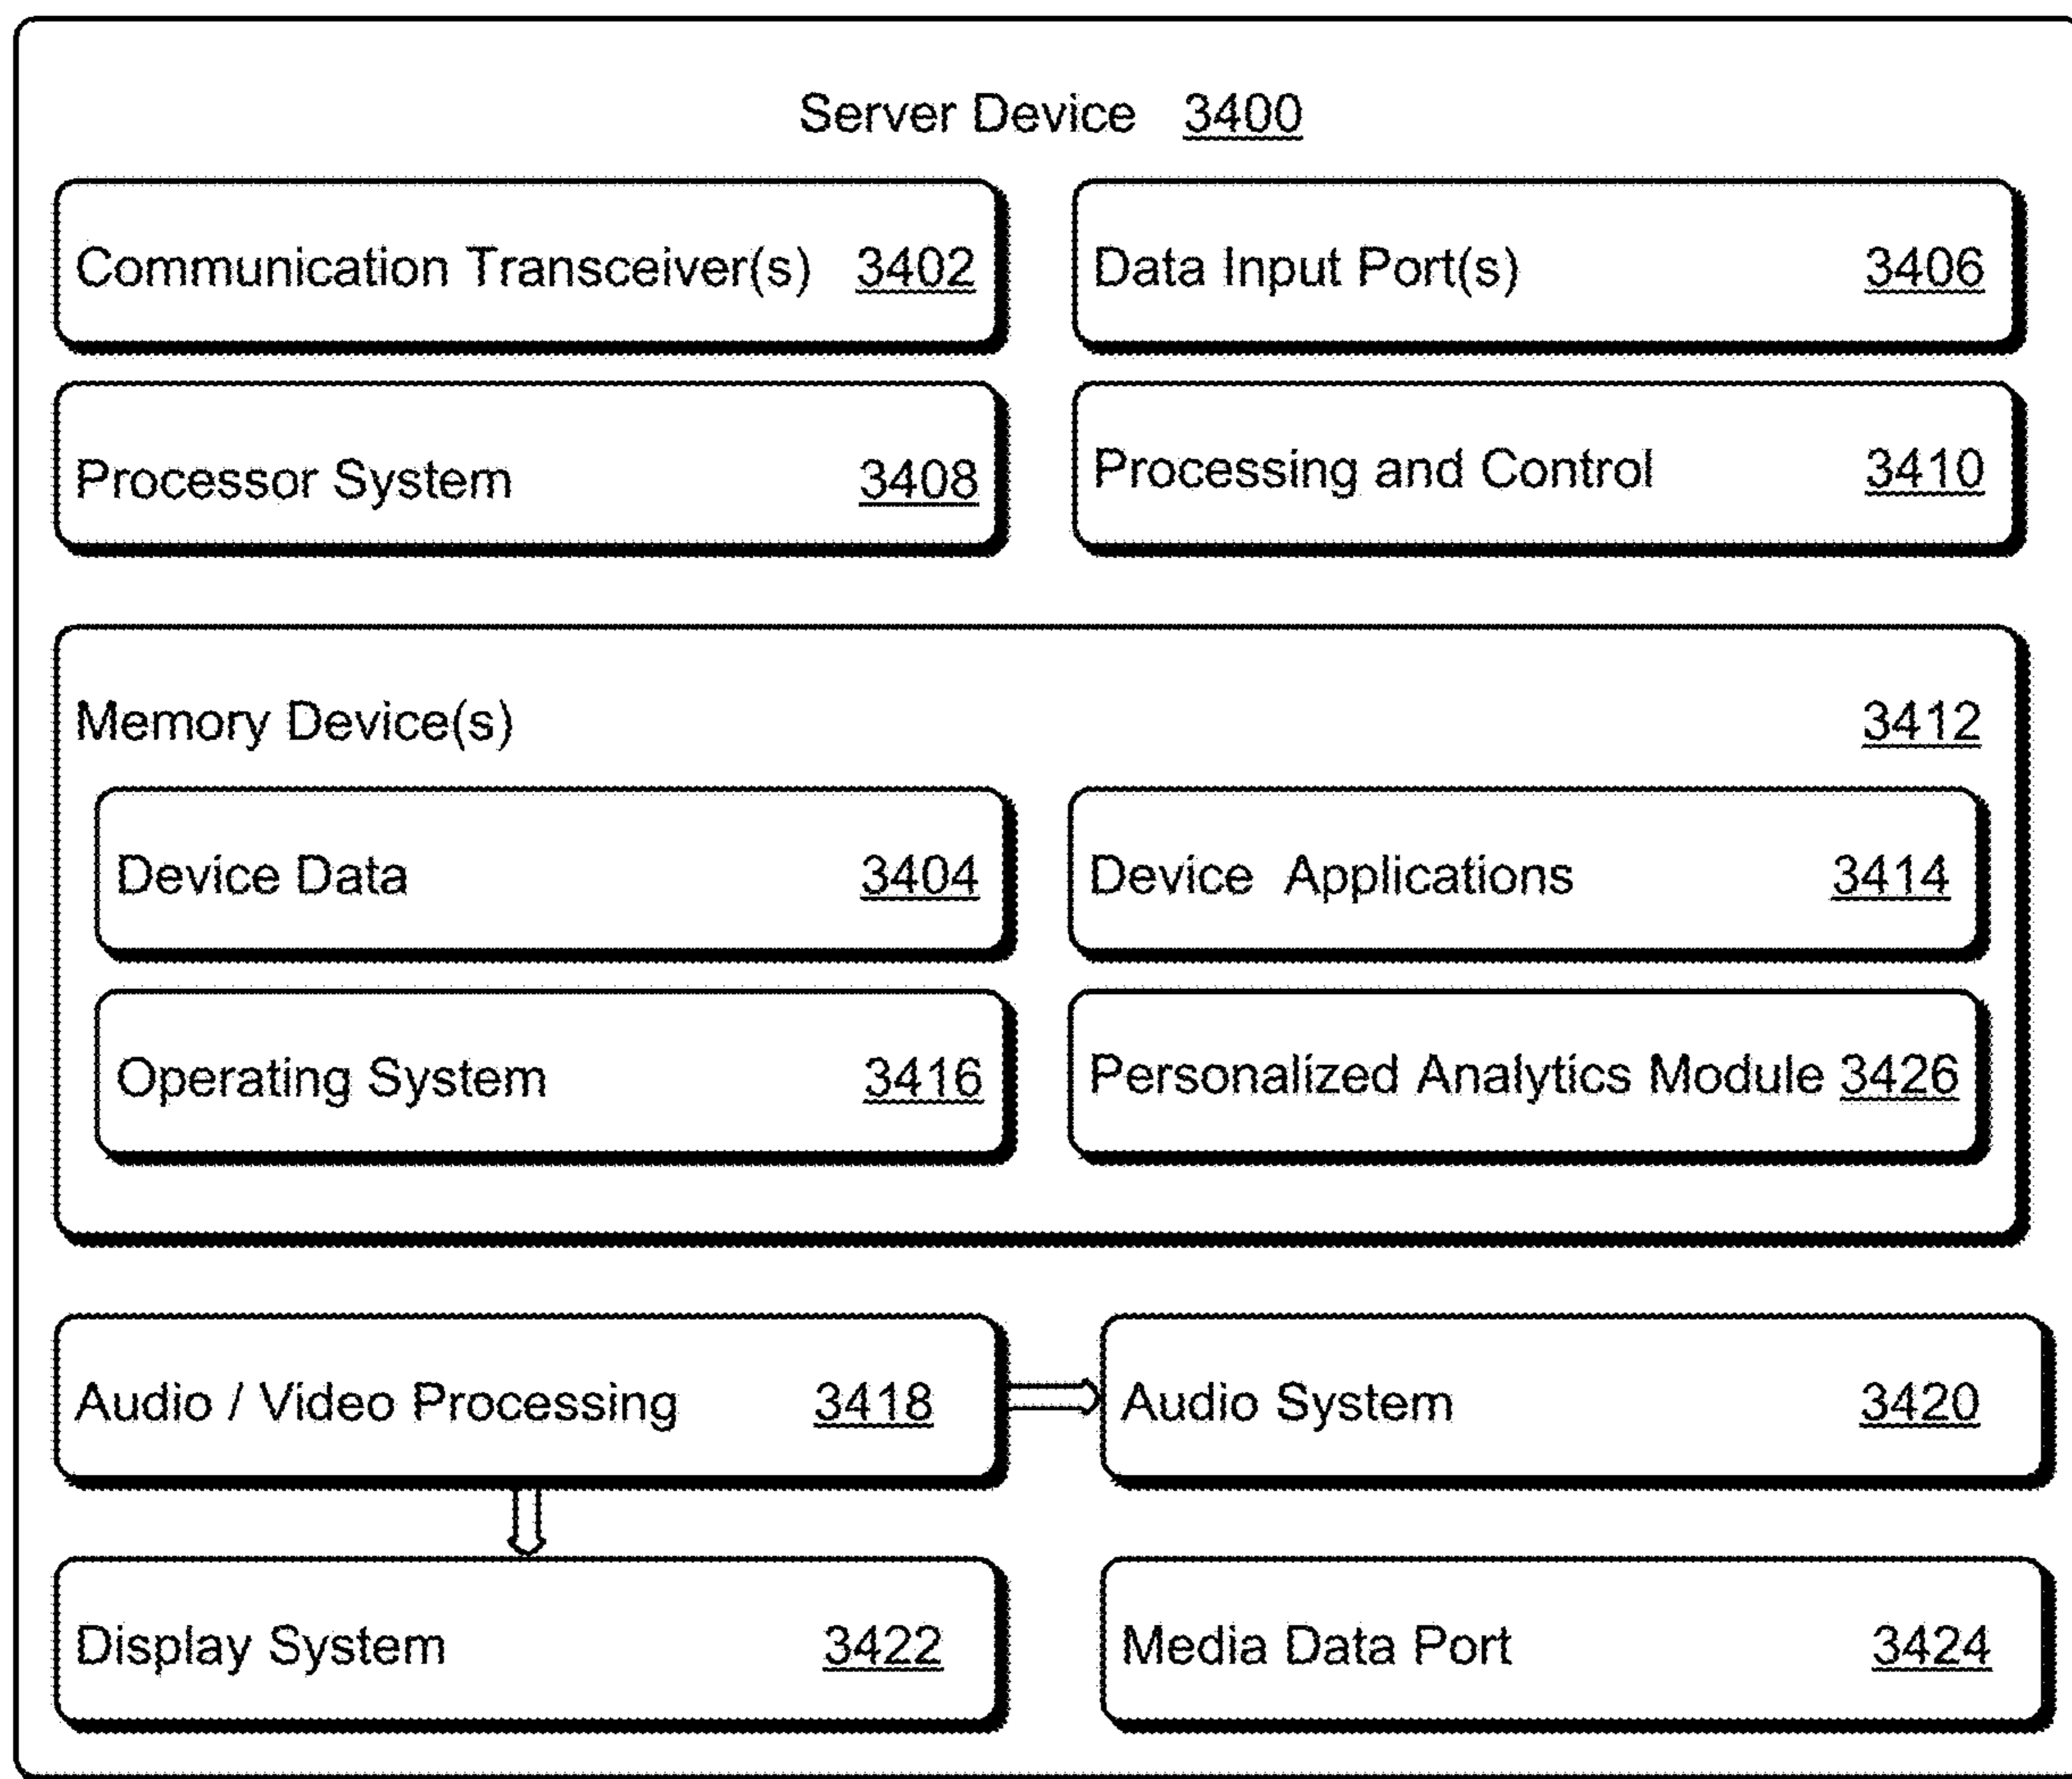 Server Device 3400
Communication Transceiver(s) 3402
Data Input Port(s) 3406
Processor System 3408
Processing and Control 3410
Memory Device(s) 3412
Device Data 3404
Device Applications 3414
Operating System 3416
Personalized Analytics Module 3426
Audio / Video Processing 3418
Audio System 3420
Display System 3422
Media Data Port 3424